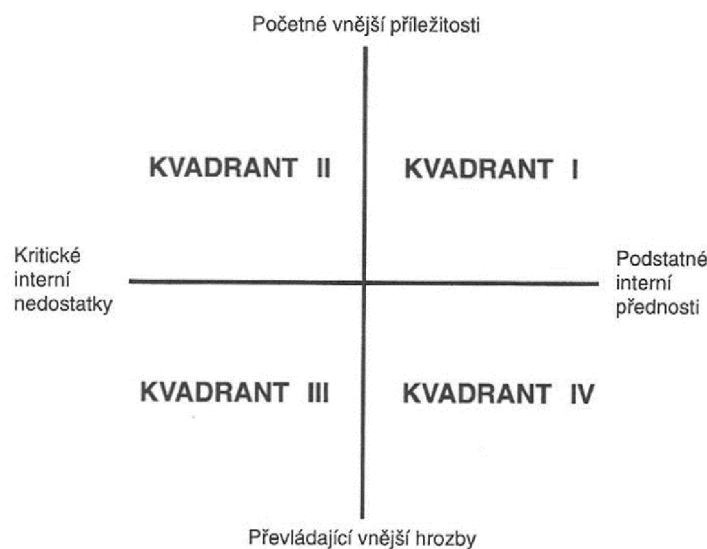 Početné vnější příležitosti
KVADRANT II
KVADRANT I
Kritické
interní
nedostatky
Podstatné
interní
přednosti
KVADRANT III
KVADRANT IV
Převládající vnější hrozby